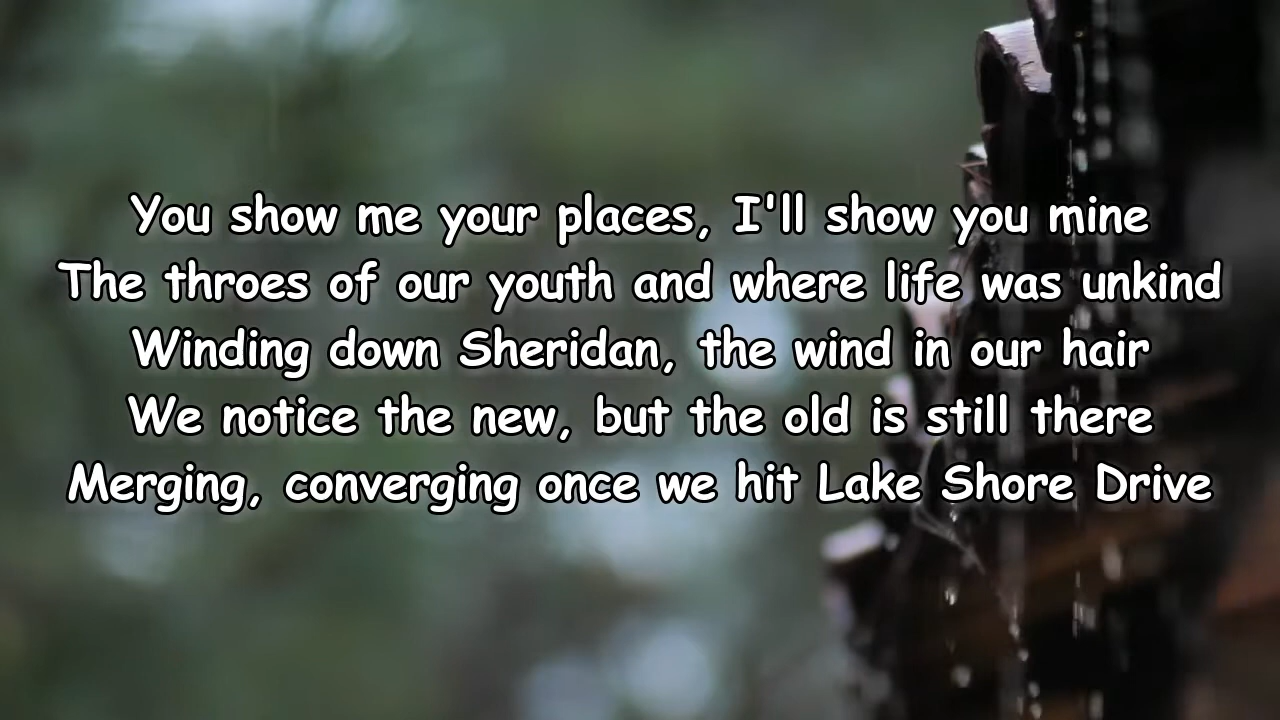 You show me your places, I'll show you mine
The throes of our youth and where life was unkind
Winding down Sheridan, the wind in our hair
We notice the new, but the old is still there
Merging, converging once we hit Lake Shore Drive